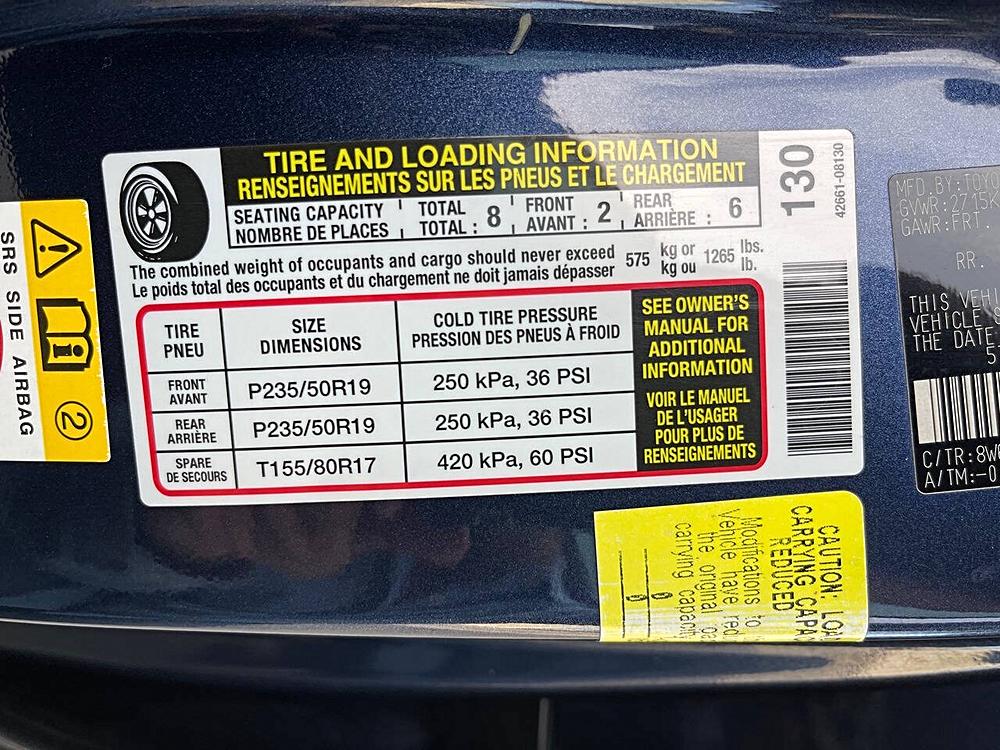 TIRE AND LOADING INFORMATION
RENSEIGNEMENTS SUR LES PNEUS ET LE CHARGEMENT
SEATING CAPACITY
NOMBRE DE PLACES
TOTAL
TOTAL : 8
FRONT
AVANT : 2
REAR
ARRIÈRE : 6
The combined weight of occupants and cargo should never exceed 575 kg or 1265 lbs.
Le poids total des occupants et du chargement ne doit jamais dépasser kg ou lb.
TIRE
PNEU
SIZE
DIMENSIONS
COLD TIRE PRESSURE
PRESSION DES PNEUS À FROID
FRONT
AVANT
P235/50R19
250 kPa, 36 PSI
REAR
ARRIÈRE
P235/50R19
250 kPa, 36 PSI
SPARE
DE SECOURS
T155/80R17
420 kPa, 60 PSI
SEE OWNER'S
MANUAL FOR
ADDITIONAL
INFORMATION
VOIR LE MANUEL
DE L'USAGER
POUR PLUS DE
RENSEIGNEMENTS
130
42661-08130
SRS SIDE AIRBAG
2
MFD. BY: TOYO
GVWR: 2715K
GAWR: FRT.
RR.
THIS VEHI
VEHICLE S
THE DATE
5
C/TR: 8W
A/TM: -0
CAUTION: LOA
CARRYING CAPA
REDUCED
Modifications to
Vehicle have red
the original
carrying capacit
0
0